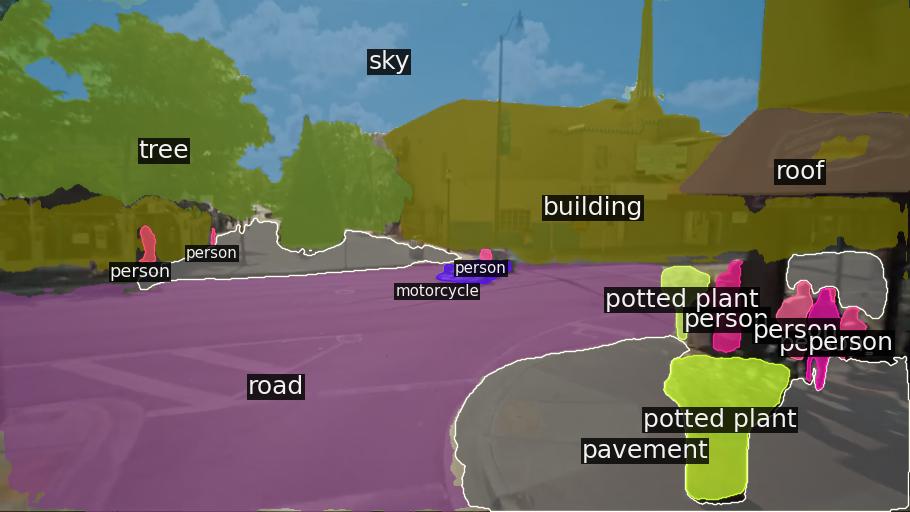 sky
tree
roof
building
person
person
person
motorcycle
potted plant
person
person
person
road
potted plant
pavement